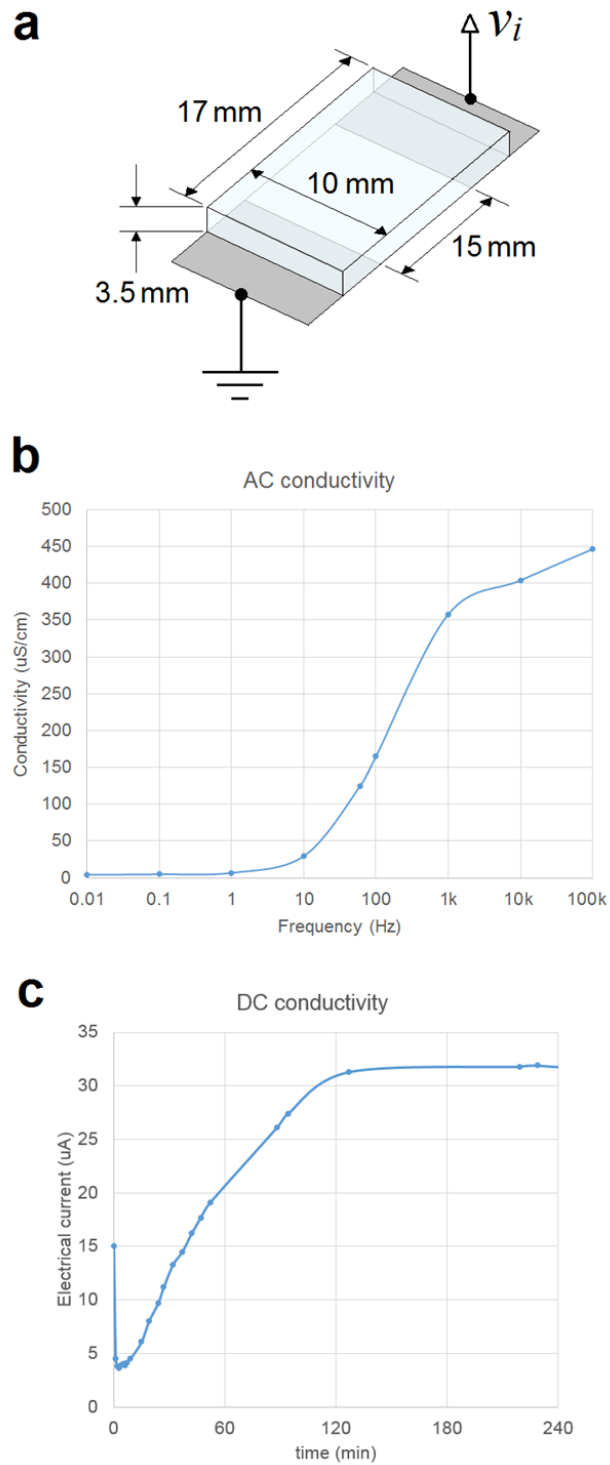 a
v_i
17 mm
10 mm
15 mm
3.5 mm
b
AC conductivity
Conductivity (uS/cm)
500
450
400
350
300
250
200
150
100
50
0
0.01 0.1 1 10 100 1k 10k 100k
Frequency (Hz)
c
DC conductivity
Electrical current (uA)
35
30
25
20
15
10
5
0
0 60 120 180 240
time (min)